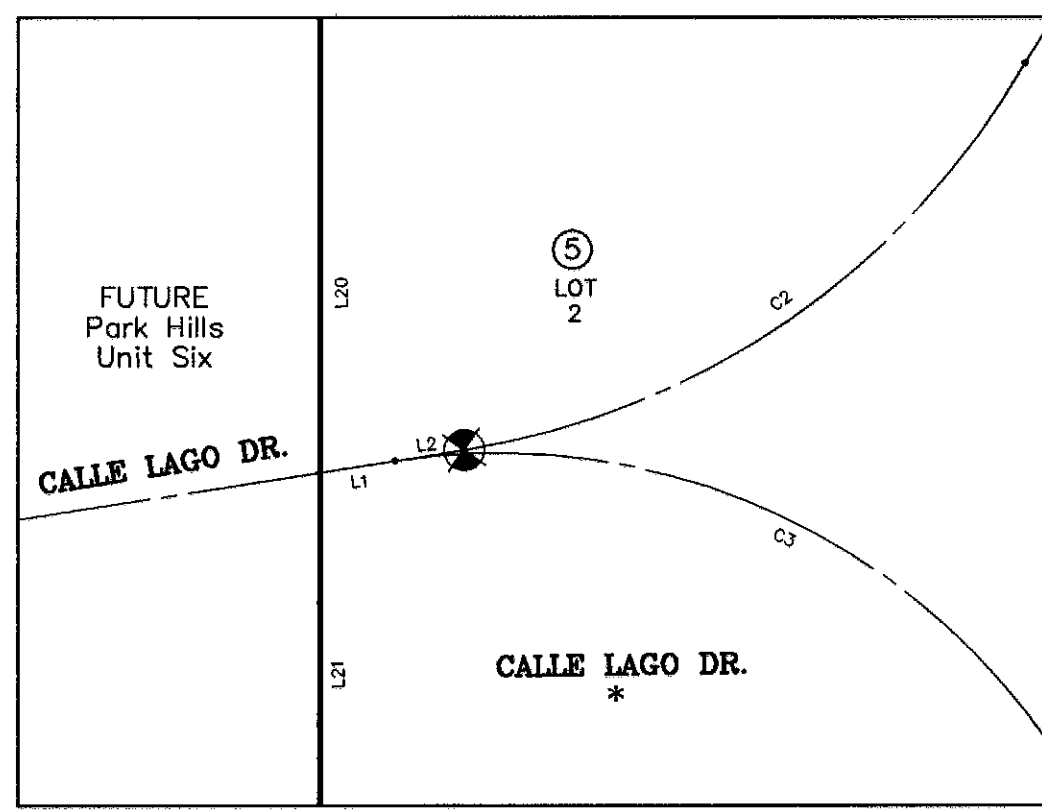 FUTURE
Park Hills
Unit Six
L20
5
LOT
2
C2
CALLE LAGO DR.
L2
L1
C3
L21
CALLE LAGO DR.
*